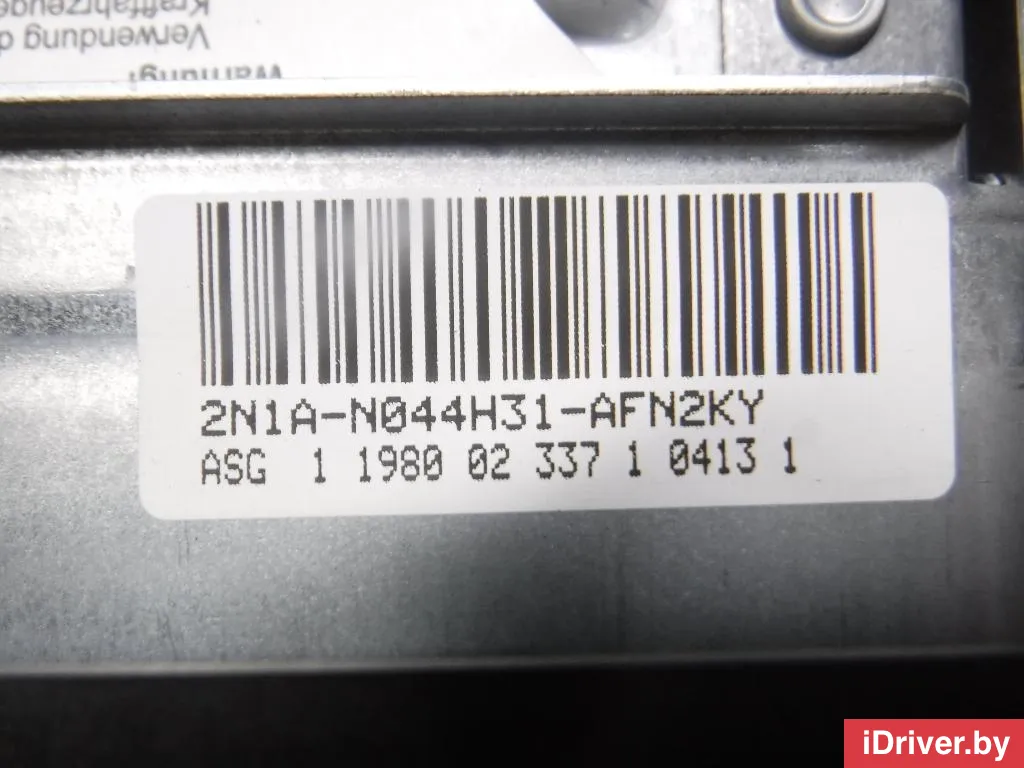 Warnung!
Verwendung d
Kraftfahrzeuge
2N1A-N044H31-AFN2KY
ASG 1 1980 02 337 1 0413 1
iDriver.by